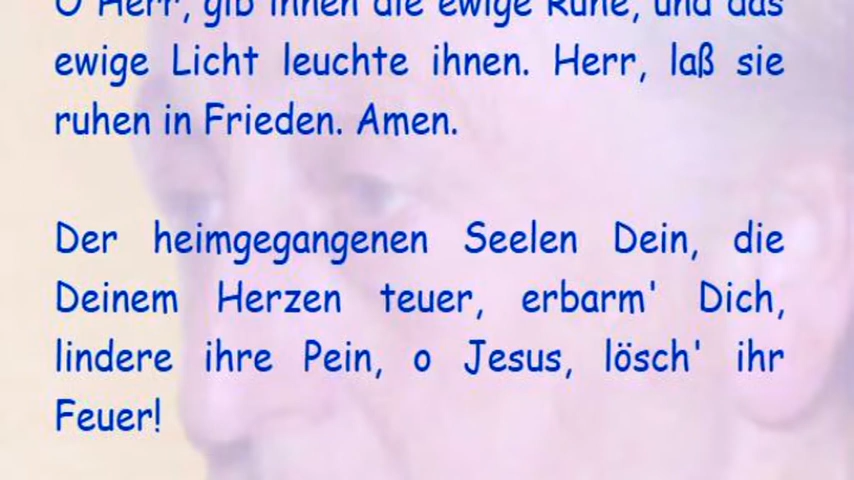 O Herr, gib ihnen die ewige Ruhe, und das
ewige Licht leuchte ihnen. Herr, laß sie
ruhen in Frieden. Amen.
Der heimgegangenen Seelen Dein, die
Deinem Herzen teuer, erbarm' Dich,
lindere ihre Pein, o Jesus, lösch' ihr
Feuer!